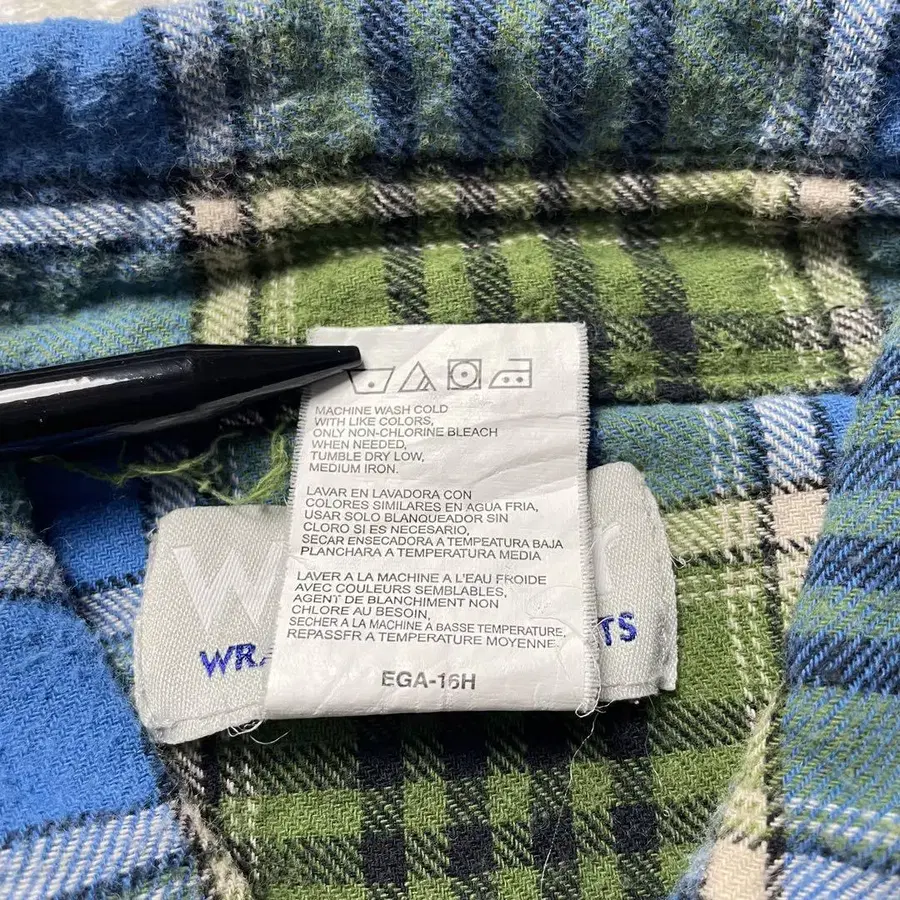 MACHINE WASH COLD
WITH LIKE COLORS,
ONLY NON-CHLORINE BLEACH
WHEN NEEDED,
TUMBLE DRY LOW,
MEDIUM IRON.
LAVAR EN LAVADORA CON
COLORES SIMILARES EN AGUA FRIA,
USAR SOLO BLANQUEADOR SIN
CLORO SI ES NECESARIO,
SECAR ENSECADORA A TEMPEATURA BAJA
PLANCHARA A TEMPERATURA MEDIA
LAVER A LA MACHINE A L'EAU FROIDE
AVEC COULEURS SEMBLABLES,
AGENT DE BLANCHIMENT NON
CHLORE AU BESOIN,
SECHER A LA MACHINE À BASSE TEMPERATURE,
REPASSFR A TEMPERATURE MOYENNE.
EGA-16H
WRA
TS